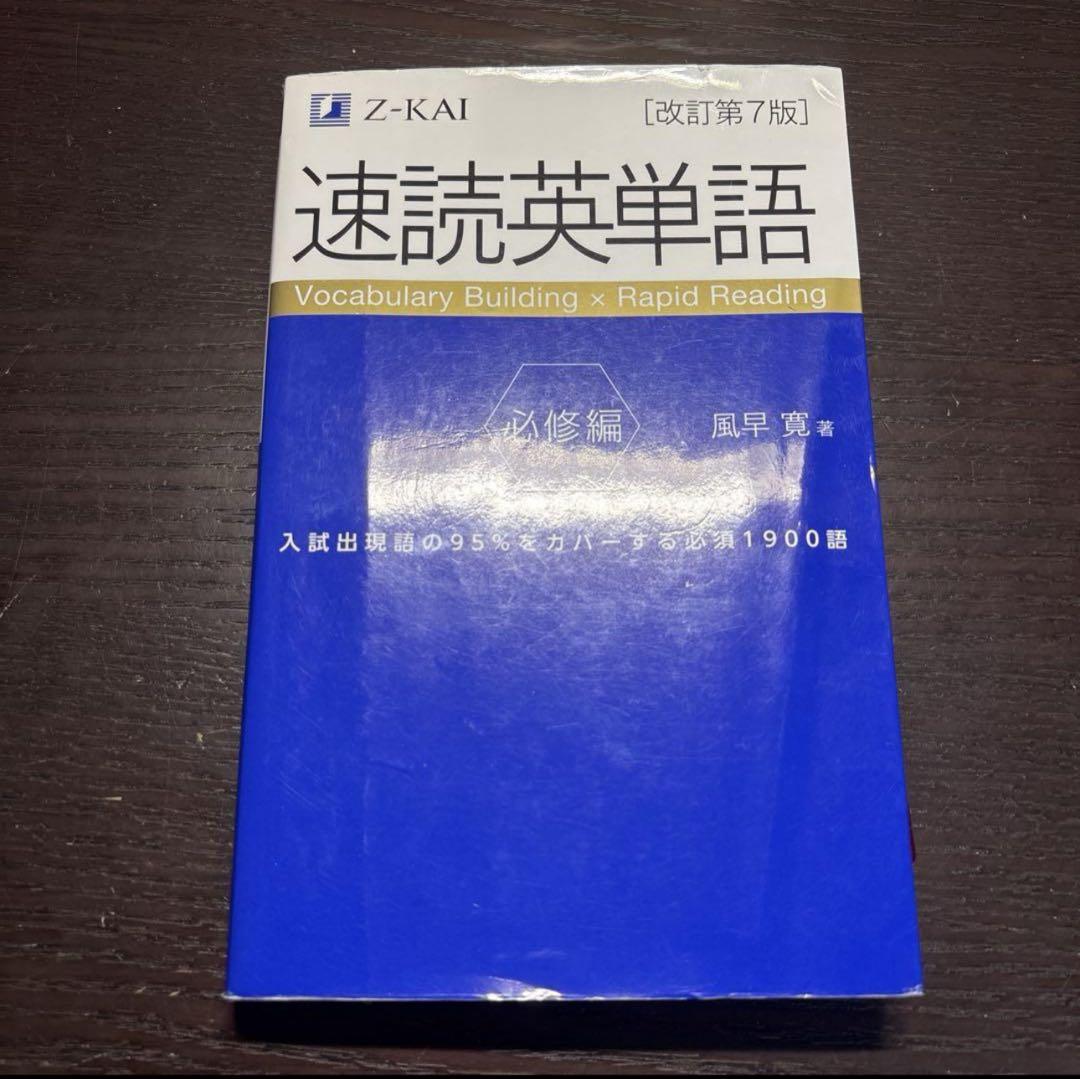 Z-KAI
[改訂第7版]
速読英単語
Vocabulary Building × Rapid Reading
必修編
風早 寛 著
入試出現語の95%をカバーする必須1900語